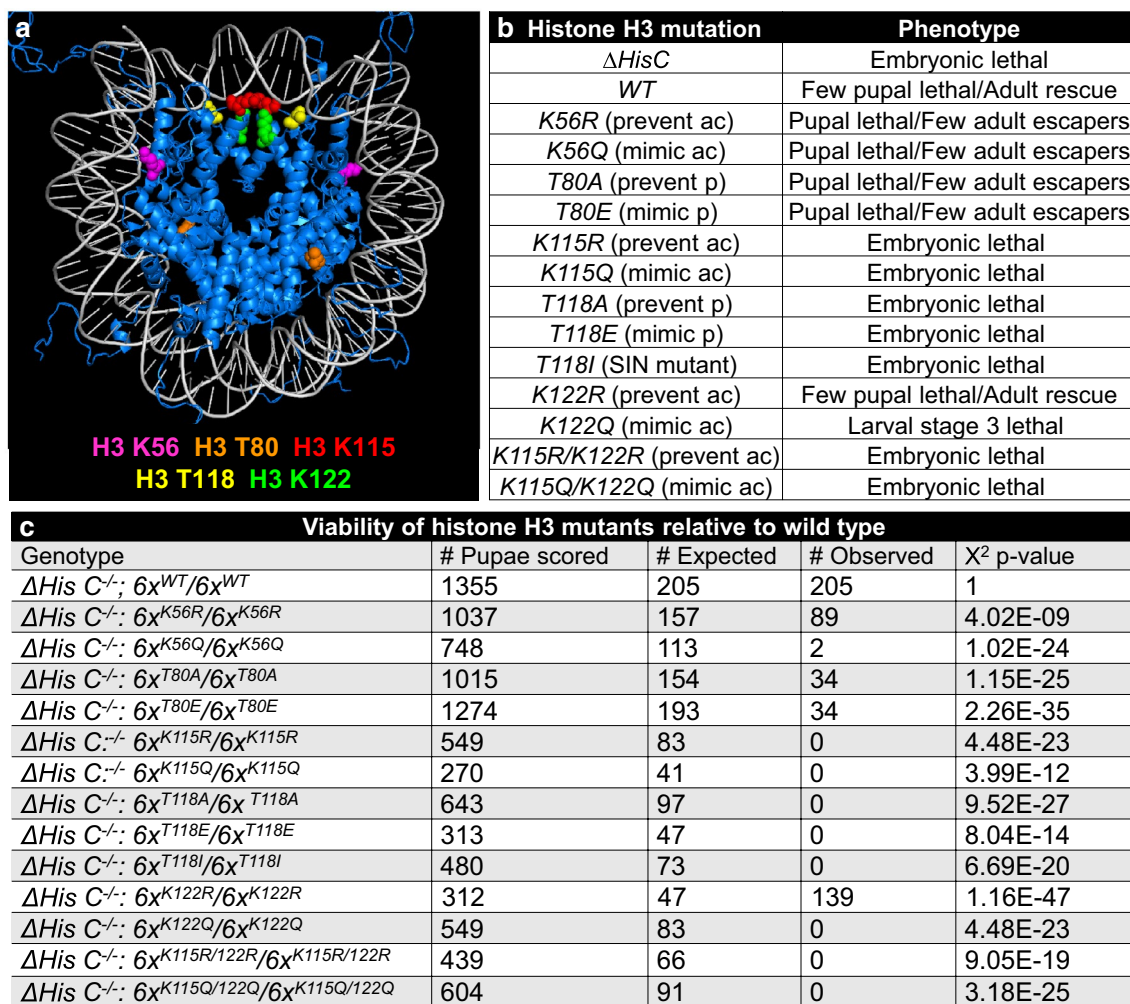 a
H3 K56 H3 T80 H3 K115
H3 T118 H3 K122
b Histone H3 mutation Phenotype
ΔHisC Embryonic lethal
WT Few pupal lethal/Adult rescue
K56R (prevent ac) Pupal lethal/Few adult escapers
K56Q (mimic ac) Pupal lethal/Few adult escapers
T80A (prevent p) Pupal lethal/Few adult escapers
T80E (mimic p) Pupal lethal/Few adult escapers
K115R (prevent ac) Embryonic lethal
K115Q (mimic ac) Embryonic lethal
T118A (prevent p) Embryonic lethal
T118E (mimic p) Embryonic lethal
T118I (SIN mutant) Embryonic lethal
K122R (prevent ac) Few pupal lethal/Adult rescue
K122Q (mimic ac) Larval stage 3 lethal
K115R/K122R (prevent ac) Embryonic lethal
K115Q/K122Q (mimic ac) Embryonic lethal
c Viability of histone H3 mutants relative to wild type
Genotype # Pupae scored # Expected # Observed X² p-value
ΔHis C-/-; 6xWT/6xWT 1355 205 205 1
ΔHis C-/-: 6xK56R/6xK56R 1037 157 89 4.02E-09
ΔHis C-/-: 6xK56Q/6xK56Q 748 113 2 1.02E-24
ΔHis C-/-: 6xT80A/6xT80A 1015 154 34 1.15E-25
ΔHis C-/-: 6xT80E/6xT80E 1274 193 34 2.26E-35
ΔHis C:-/- 6xK115R/6xK115R 549 83 0 4.48E-23
ΔHis C:-/- 6xK115Q/6xK115Q 270 41 0 3.99E-12
ΔHis C-/-: 6xT118A/6x T118A 643 97 0 9.52E-27
ΔHis C-/-: 6xT118E/6xT118E 313 47 0 8.04E-14
ΔHis C-/-: 6xT118I/6xT118I 480 73 0 6.69E-20
ΔHis C-/-: 6xK122R/6xK122R 312 47 139 1.16E-47
ΔHis C-/-: 6xK122Q/6xK122Q 549 83 0 4.48E-23
ΔHis C-/-: 6xK115R/122R/6xK115R/122R 439 66 0 9.05E-19
ΔHis C-/-: 6xK115Q/122Q/6xK115Q/122Q 604 91 0 3.18E-25